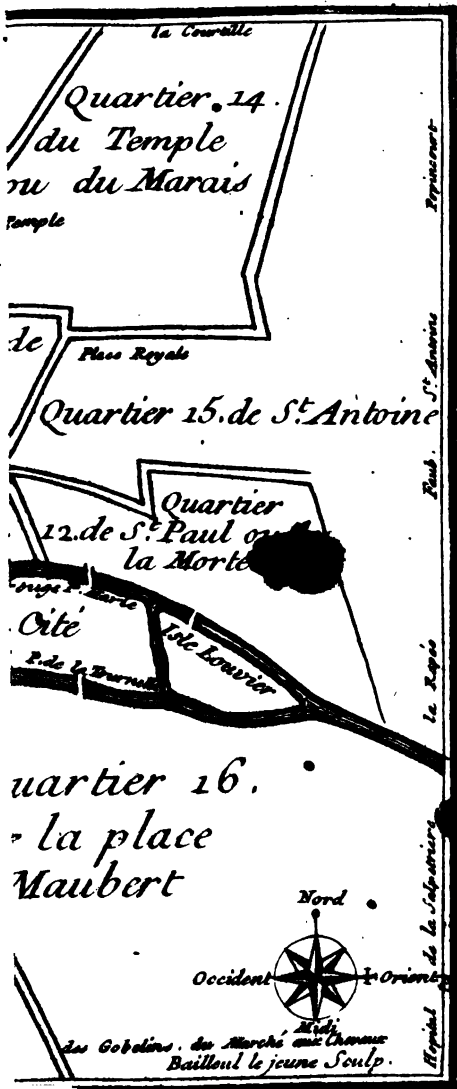 la Courtille
Quartier. 14.
du Temple
ou du Marais
Temple
Popincourt
de
Place Royale
Faub. St. Antoine
Quartier 15. de St. Antoine
Quartier
12. de St. Paul ou
la Morte
ouge P. Marie
Cité
Isle Louvier
P. de la Tournelle
la Rapée
uartier 16.
la place
Maubert
Nord
Occident
Orient
Midi
Hopital de la Salpetriere
des Gobelins. du Marché aux Chevaux
Bailleul le jeune Sculp.